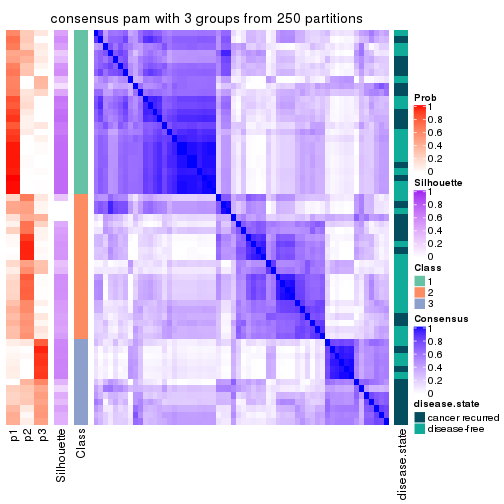 consensus pam with 3 groups from 250 partitions
Prob
1
0.8
0.6
0.4
0.2
0
Silhouette
1
0.8
0.6
0.4
0.2
0
Class
1
2
3
Consensus
1
0.8
0.6
0.4
0.2
0
disease.state
cancer recurred
disease-free
p1
p2
p3
Silhouette
Class
disease.state